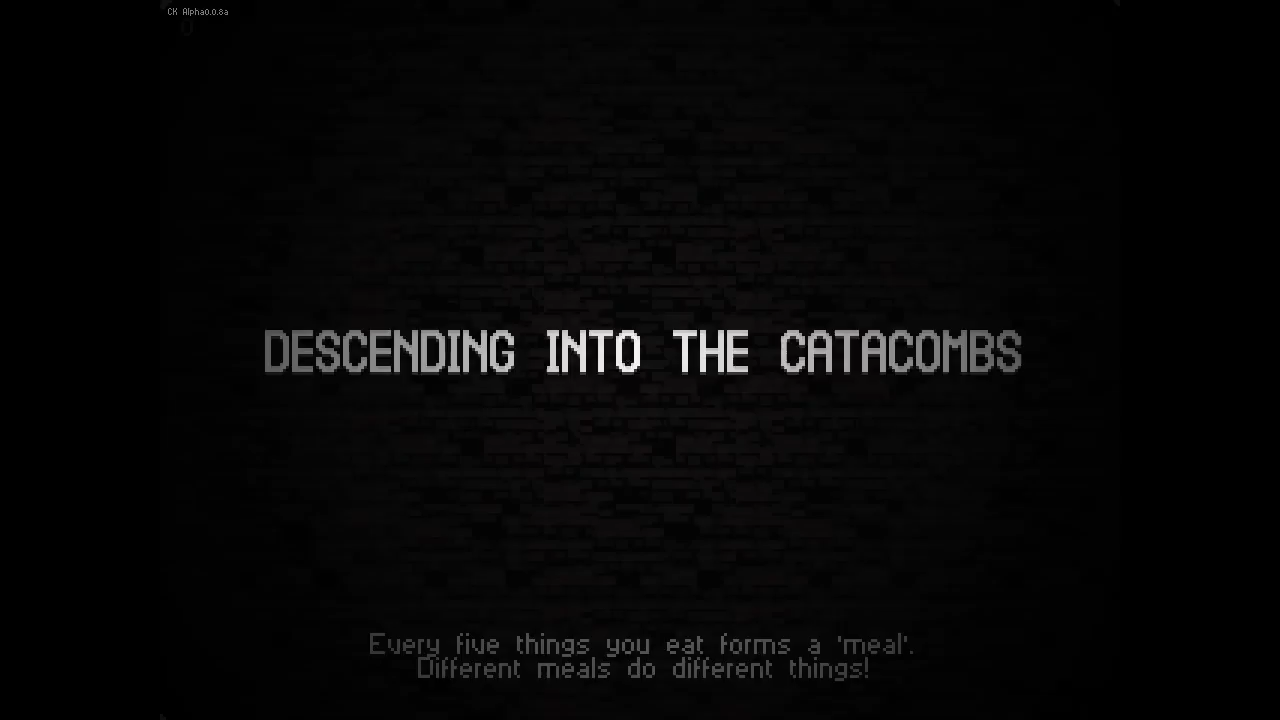 CK Alpha0.0.8a
0
DESCENDING INTO THE CATACOMBS
Every five things you eat forms a 'meal'.
Different meals do different things!